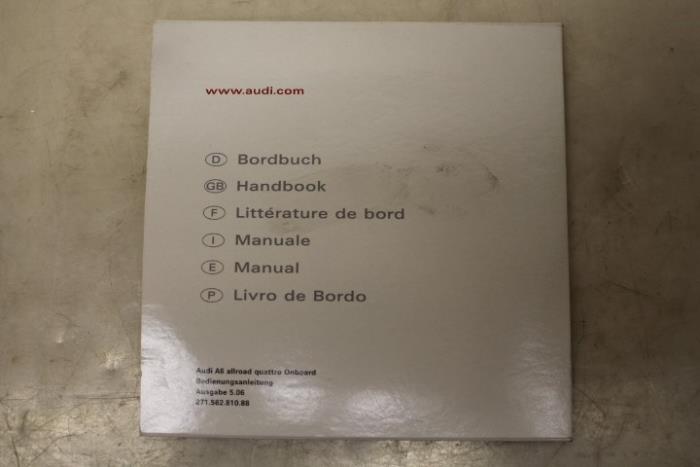 www.audi.com
D Bordbuch
GB Handbook
F Littérature de bord
I Manuale
E Manual
P Livro de Bordo
Audi A6 allroad quattro Onboard
Bedienungsanleitung
Ausgabe 5.06
271.562.810.88